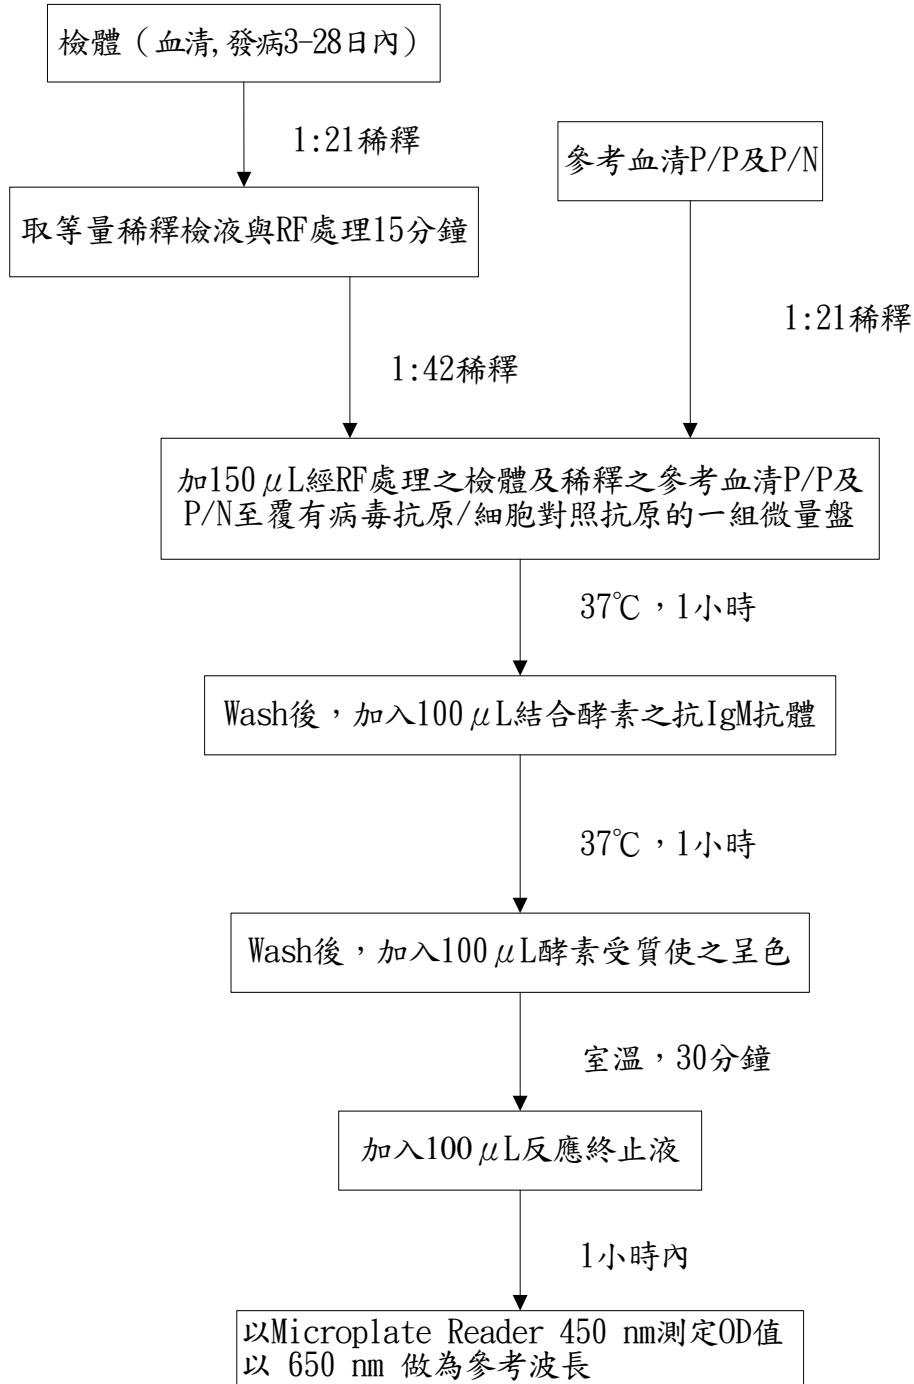 檢體（血清,發病3-28日內）
1:21稀釋
參考血清P/P及P/N
取等量稀釋檢液與RF處理15分鐘
1:21稀釋
1:42稀釋
加150μL經RF處理之檢體及稀釋之參考血清P/P及
P/N至覆有病毒抗原/細胞對照抗原的一組微量盤
37℃，1小時
Wash後，加入100μL結合酵素之抗IgM抗體
37℃，1小時
Wash後，加入100μL酵素受質使之呈色
室溫，30分鐘
加入100μL反應終止液
1小時內
以Microplate Reader 450 nm測定OD值
以 650 nm 做為參考波長